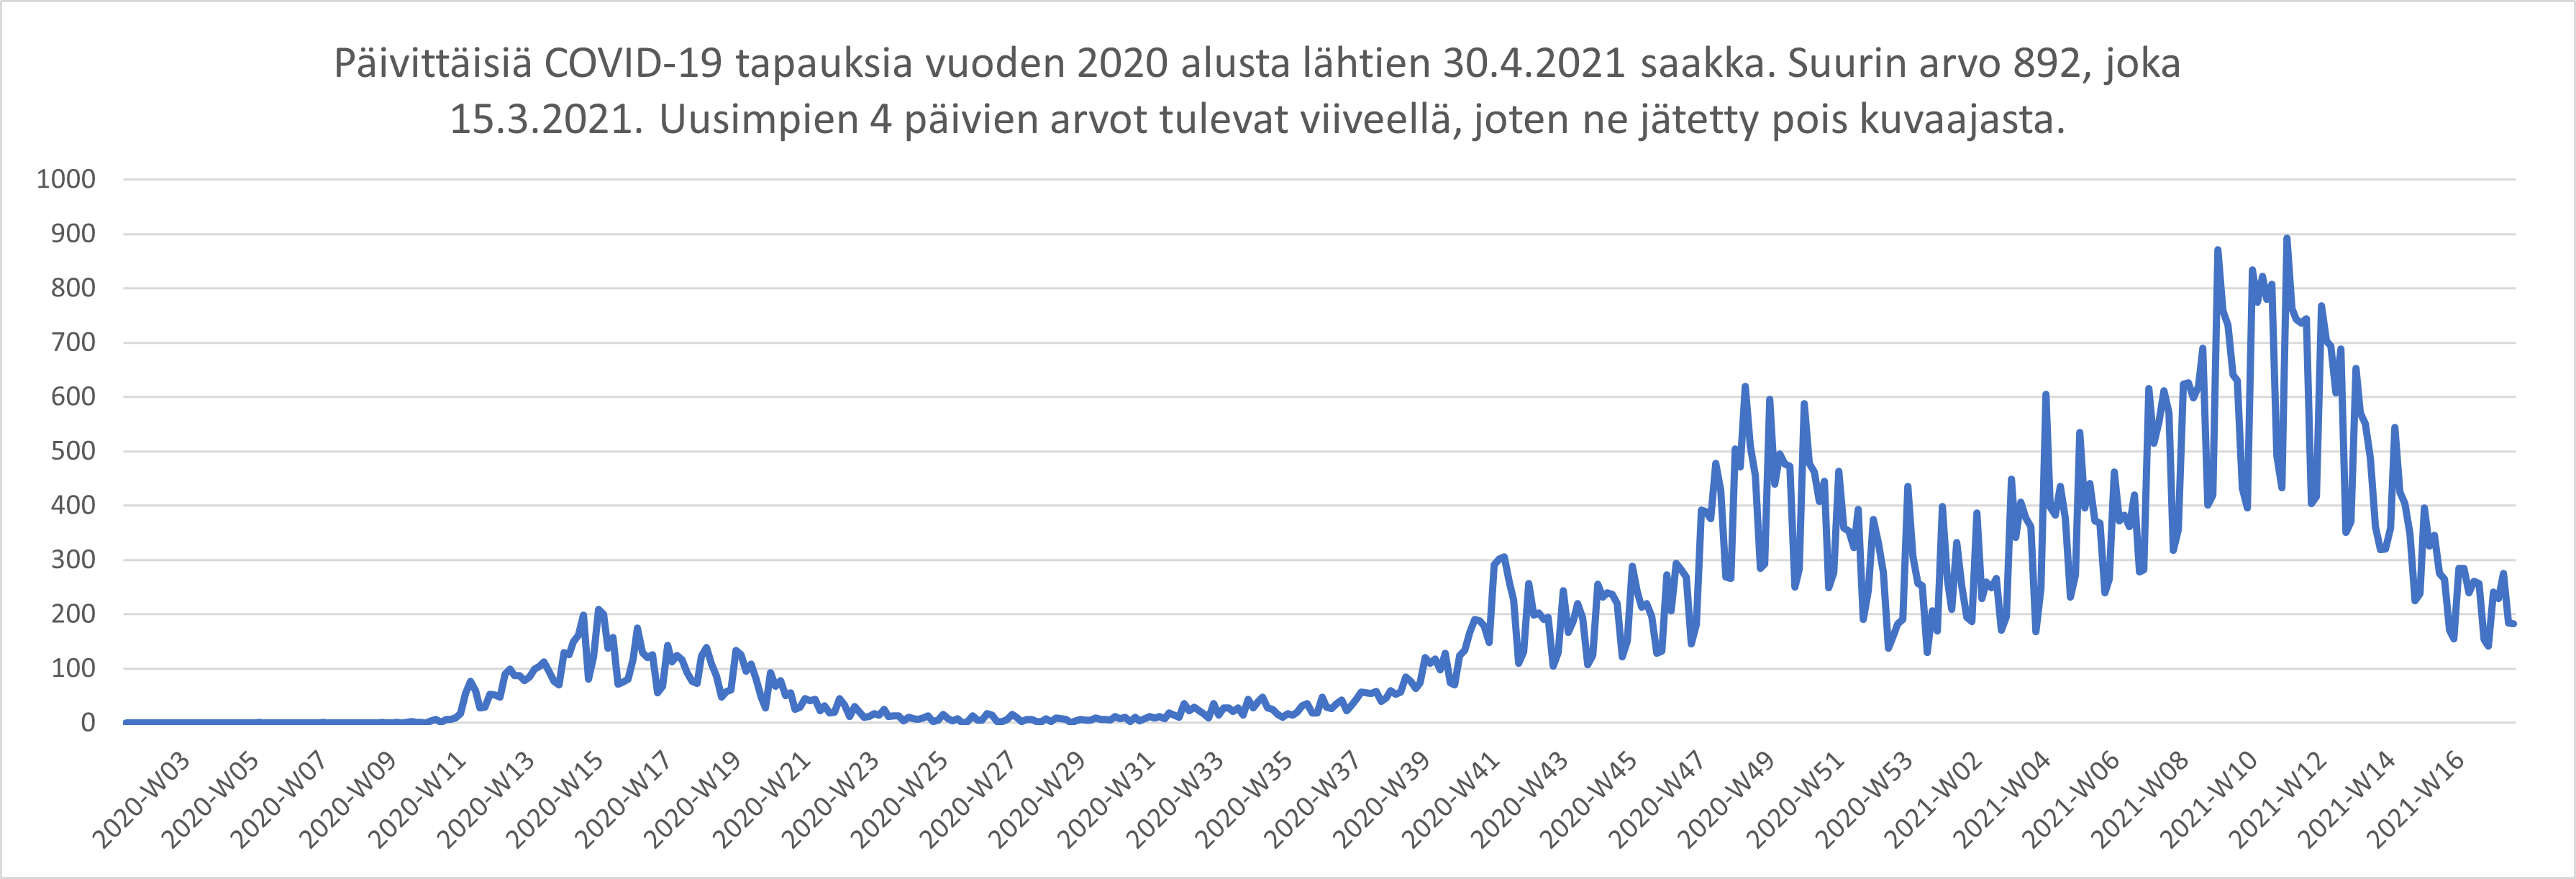 Päivittäisiä COVID-19 tapauksia vuoden 2020 alusta lähtien 30.4.2021 saakka. Suurin arvo 892, joka
15.3.2021. Uusimpien 4 päivien arvot tulevat viiveellä, joten ne jätetty pois kuvaajasta.
1000
900
800
700
600
500
400
300
200
100
0
2020-W03
2020-W05
2020-W07
2020-W09
2020-W11
2020-W13
2020-W15
2020-W17
2020-W19
2020-W21
2020-W23
2020-W25
2020-W27
2020-W29
2020-W31
2020-W33
2020-W35
2020-W37
2020-W39
2020-W41
2020-W43
2020-W45
2020-W47
2020-W49
2020-W51
2020-W53
2021-W02
2021-W04
2021-W06
2021-W08
2021-W10
2021-W12
2021-W14
2021-W16